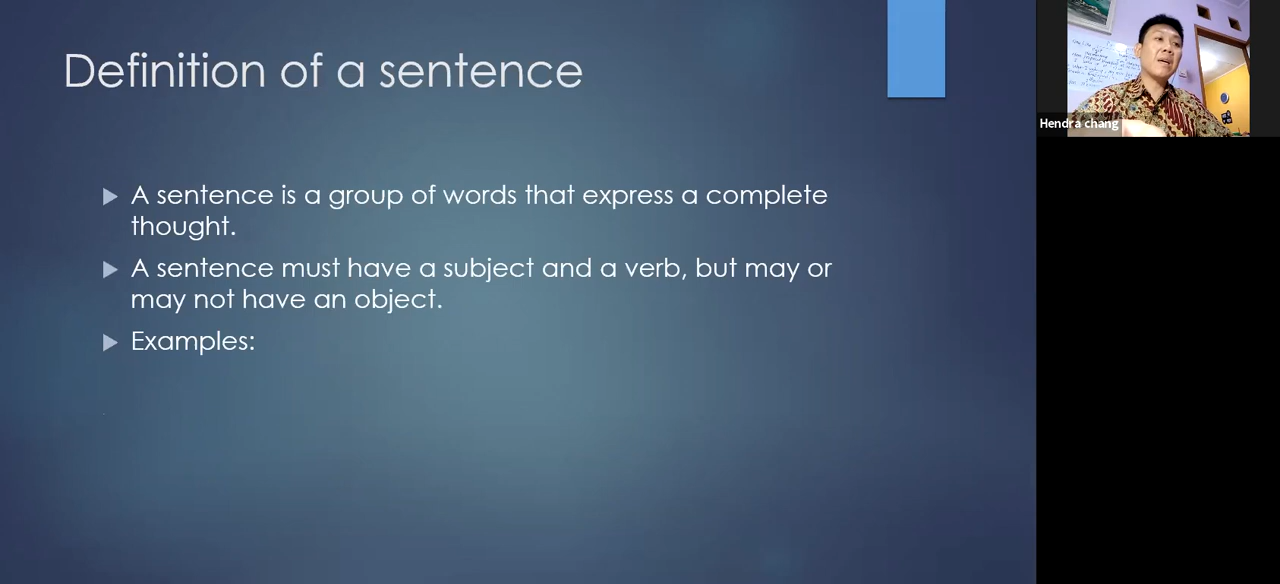 Definition of a sentence
A sentence is a group of words that express a complete
thought.
A sentence must have a subject and a verb, but may or
may not have an object.
Examples:
Hendra chang